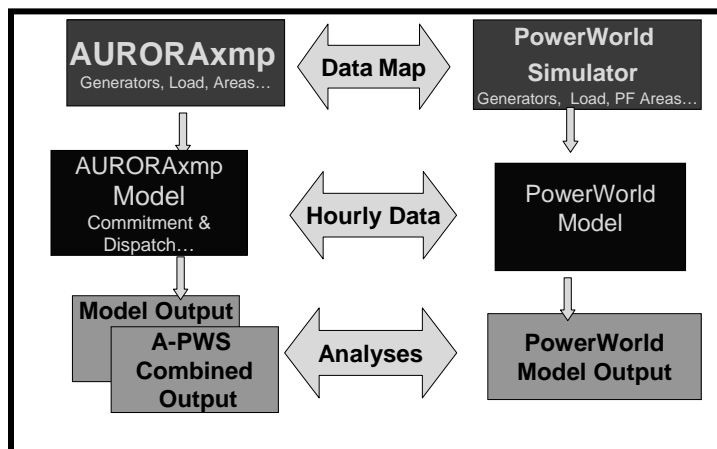 AURORAxmp
Generators, Load, Areas…
Data Map
PowerWorld
Simulator
Generators,  Load, PF Areas…
AURORAxmp
Model
Commitment &
Dispatch…
Hourly Data
PowerWorld
Model
Model Output
A-PWS
Combined
Output
Analyses
PowerWorld
Model Output